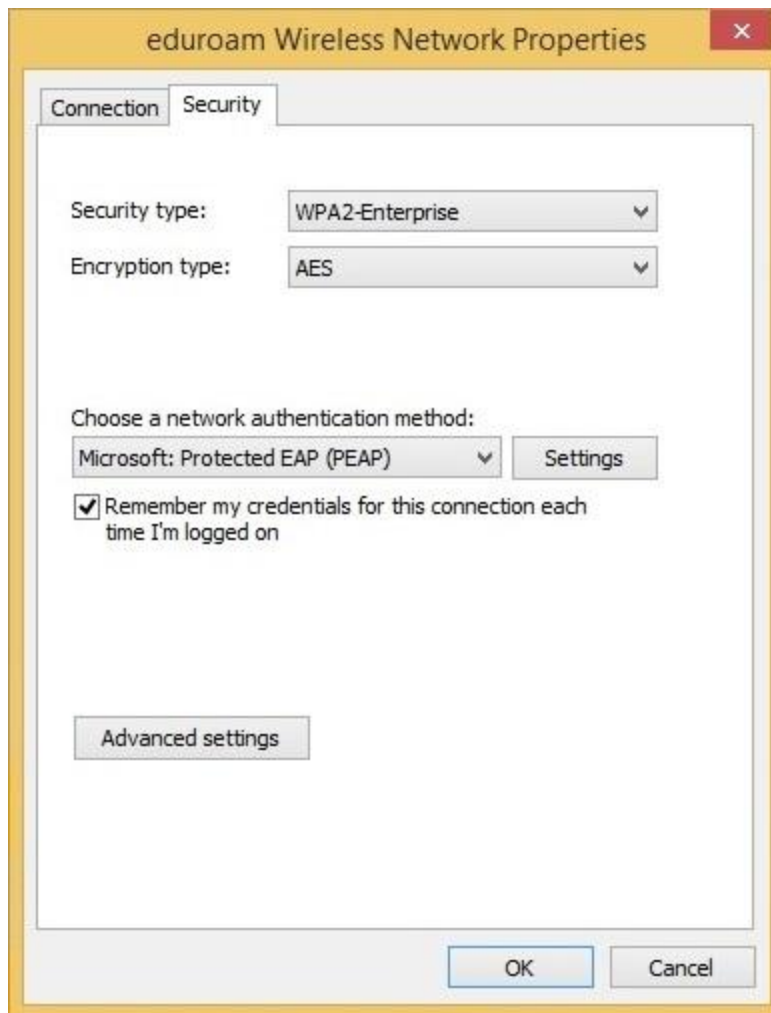 eduroam Wireless Network Properties
Connection
Security
Security type:
WPA2-Enterprise
Encryption type:
AES
Choose a network authentication method:
Microsoft: Protected EAP (PEAP)
Settings
Remember my credentials for this connection each
time I'm logged on
Advanced settings
OK
Cancel